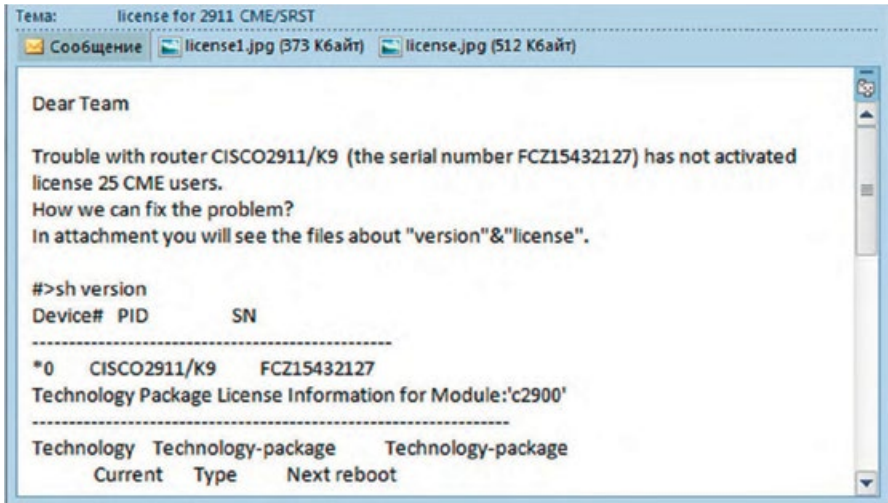 Тема: license for 2911 CME/SRST
Сообщение license1.jpg (373 Кбайт) license.jpg (512 Кбайт)
Dear Team
Trouble with router CISCO2911/K9 (the serial number FCZ15432127) has not activated
license 25 CME users.
How we can fix the problem?
In attachment you will see the files about "version"&"license".
#>sh version
Device# PID SN
-------------------------------------------------
*0 CISCO2911/K9 FCZ15432127
Technology Package License Information for Module:'c2900'
-----------------------------------------------------------------
Technology Technology-package Technology-package
Current Type Next reboot